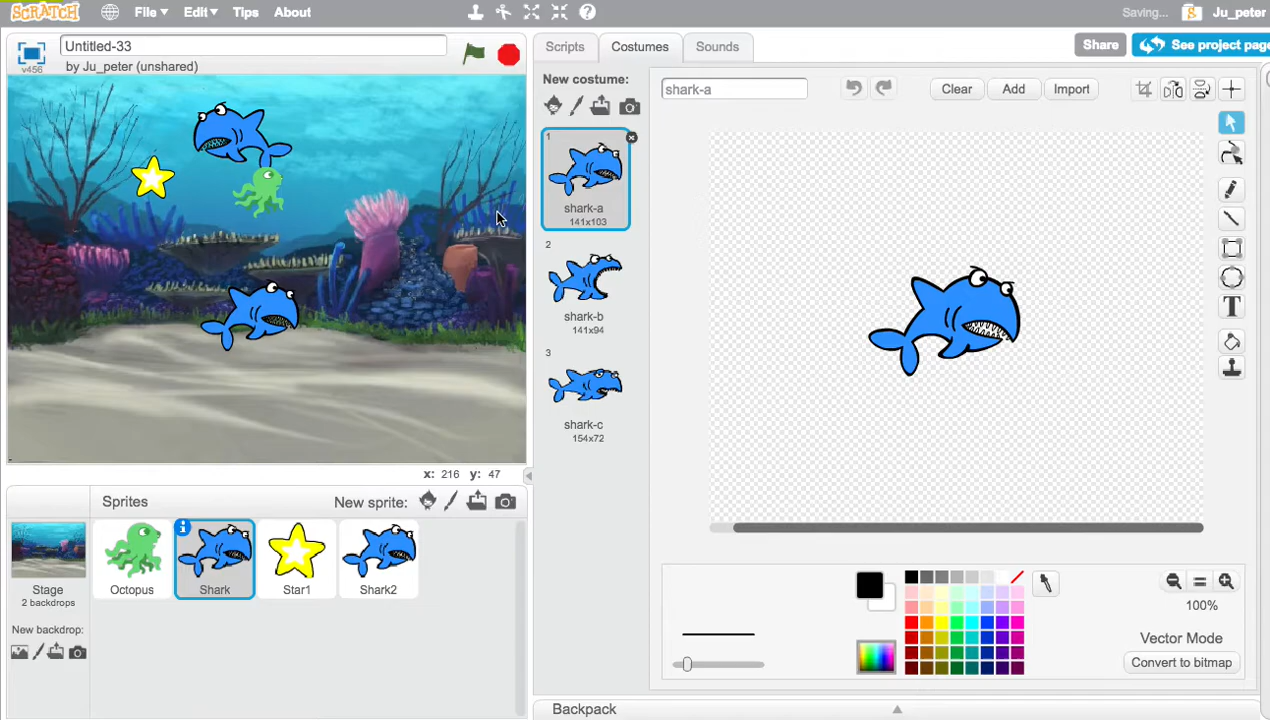 SCRATCH File Edit Tips About Saving... Ju_peter
Untitled-33
by Ju_peter (unshared)
v456
Scripts Costumes Sounds Share See project page
New costume:
shark-a Clear Add Import
1
shark-a
141x103
2
shark-b
141x94
3
shark-c
154x72
T
x: 216 y: 47
Sprites New sprite:
Stage
2 backdrops
New backdrop:
Octopus Shark Star1 Shark2
100%
Vector Mode
Convert to bitmap
Backpack